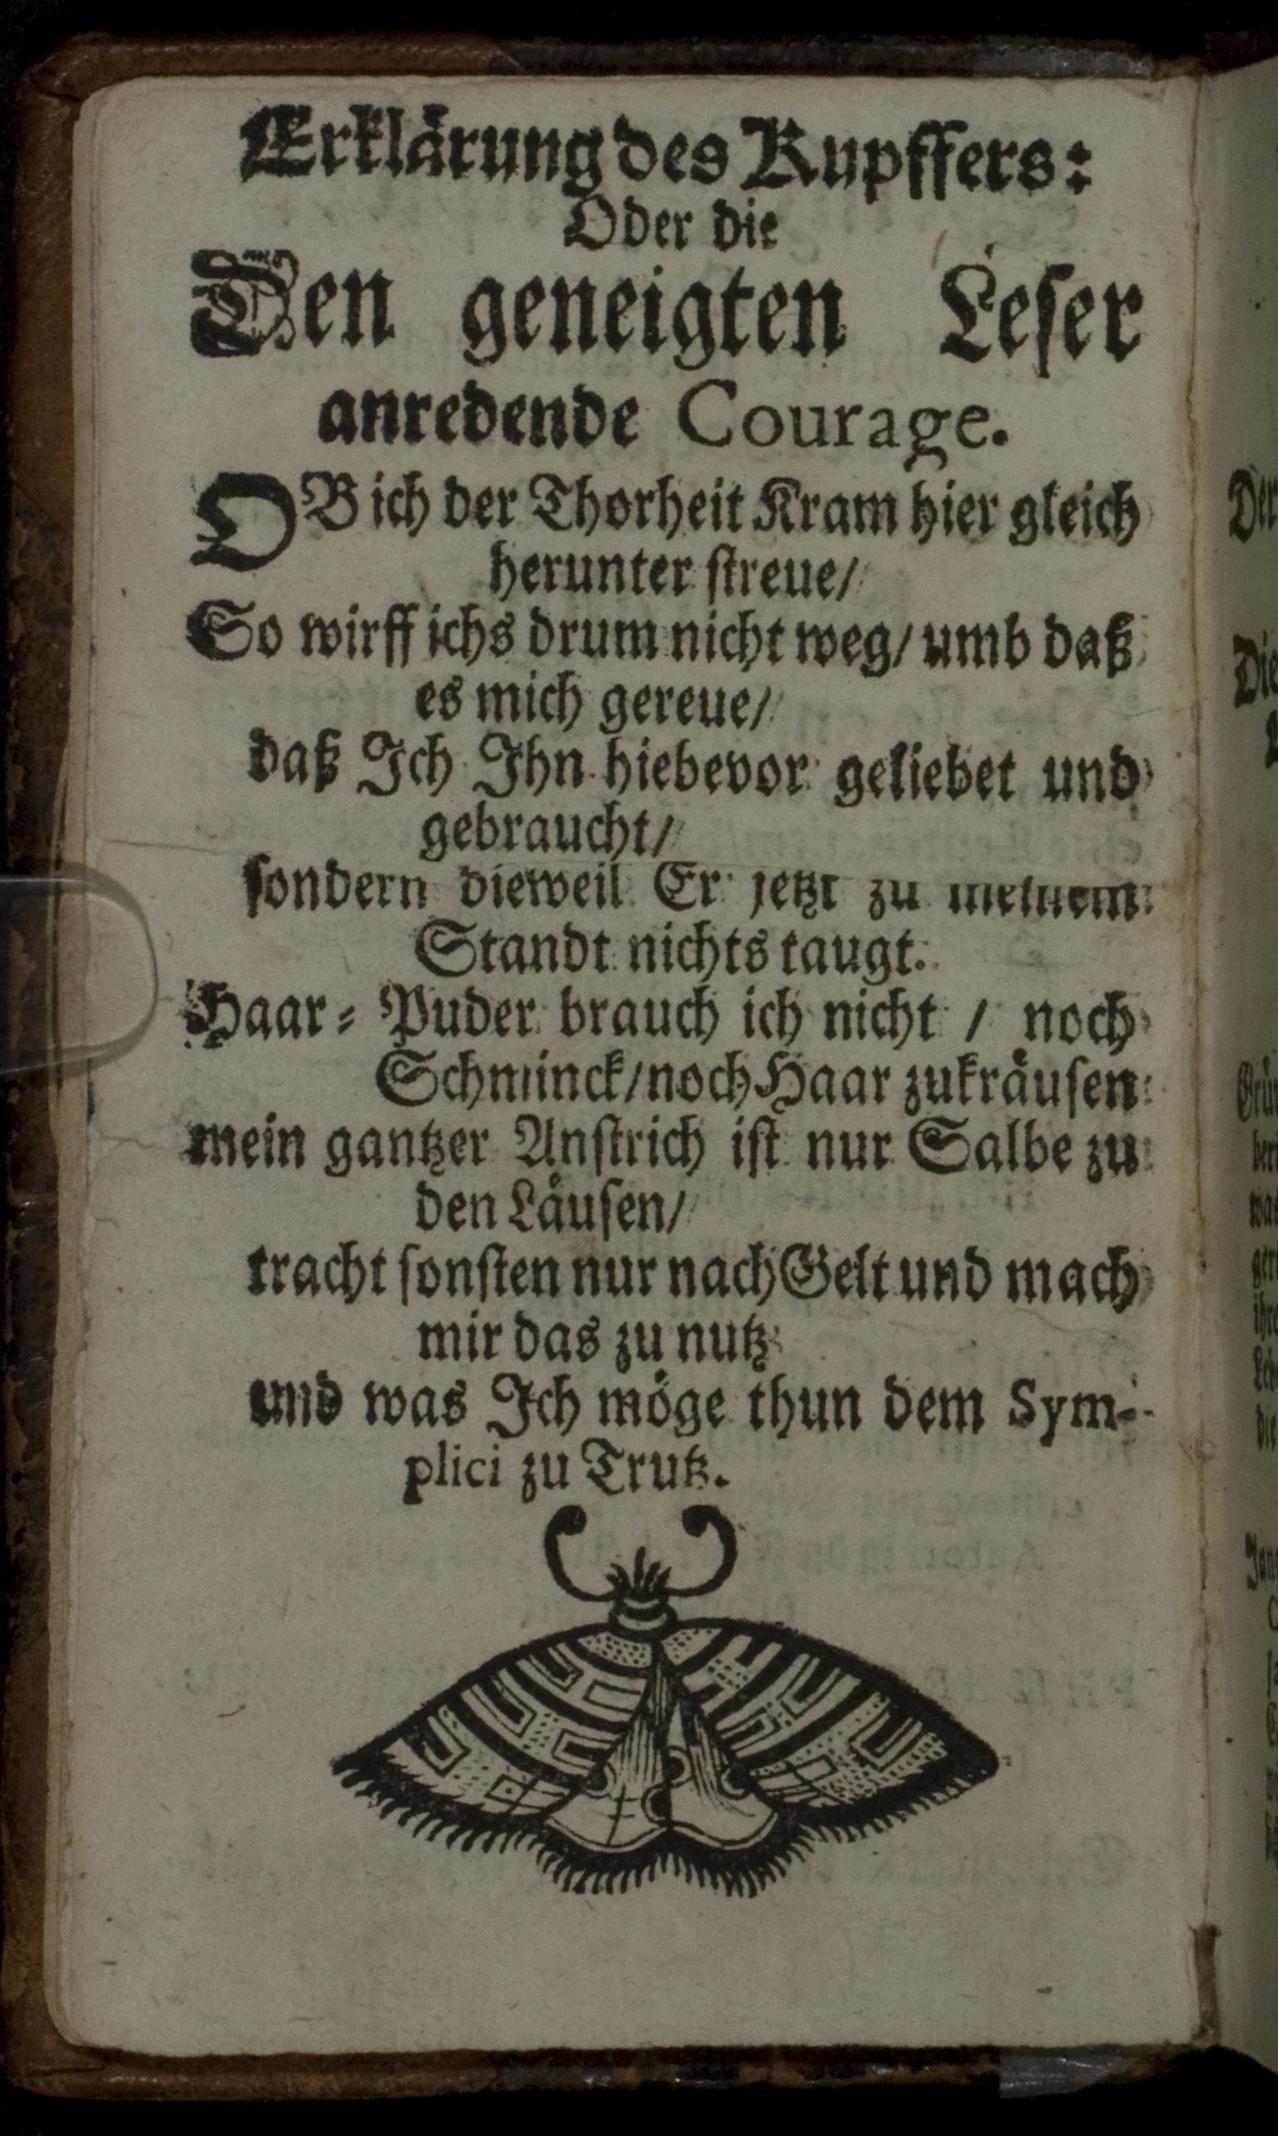 Erklärung des Kupffers:
Oder die
Den geneigten Leser
anredende Courage.
OB ich der Thorheit Kram hier gleich
herunter streue/
So wirff ichs drum nicht weg/ umb daß
es mich gereue/
daß Ich Ihn hiebevor geliebet und
gebraucht/
sondern dieweil Er jetzt zu meinem
Standt nichts taugt.
Haar-Puder brauch ich nicht / noch
Schminck/ noch Haar zukräusen
mein gantzer Anstrich ist nur Salbe zu
den Läusen/
tracht sonsten nur nach Gelt und mach
mir das zu nutz
und was Ich möge thun dem Sym-
plici zu Trutz.
Der
Die